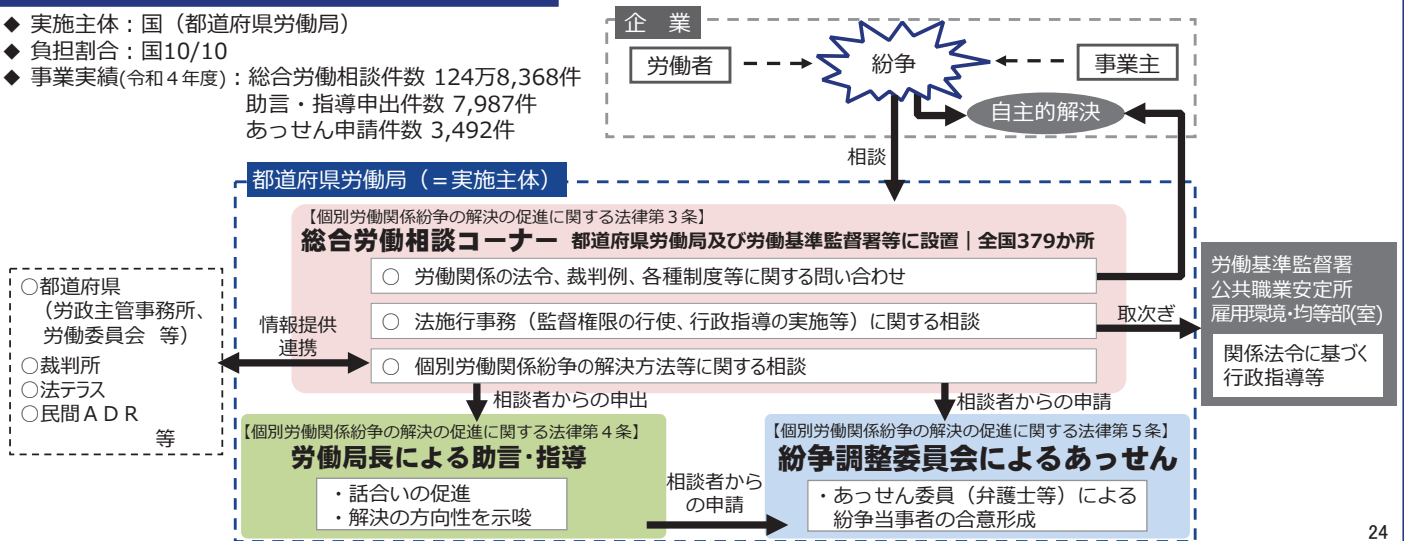 ◆ 実施主体：国（都道府県労働局）
◆ 負担割合：国10/10
◆ 事業実績(令和４年度)：総合労働相談件数 124万8,368件
助言・指導申出件数 7,987件
あっせん申請件数 3,492件
企　業
労働者
紛争
事業主
自主的解決
相談
都道府県労働局（＝実施主体）
【個別労働関係紛争の解決の促進に関する法律第３条】
総合労働相談コーナー 都道府県労働局及び労働基準監督署等に設置｜全国379か所
○ 労働関係の法令、裁判例、各種制度等に関する問い合わせ
○ 法施行事務（監督権限の行使、行政指導の実施等）に関する相談
○ 個別労働関係紛争の解決方法等に関する相談
○都道府県
（労政主管事務所、
労働委員会 等）
○裁判所
○法テラス
○民間ＡＤＲ
等
情報提供
連携
取次ぎ
労働基準監督署
公共職業安定所
雇用環境・均等部(室)
関係法令に基づく
行政指導等
相談者からの申出
相談者からの申請
【個別労働関係紛争の解決の促進に関する法律第４条】
労働局長による助言・指導
・話合いの促進
・解決の方向性を示唆
相談者から
の申請
【個別労働関係紛争の解決の促進に関する法律第５条】
紛争調整委員会によるあっせん
・あっせん委員（弁護士等）による
紛争当事者の合意形成
24